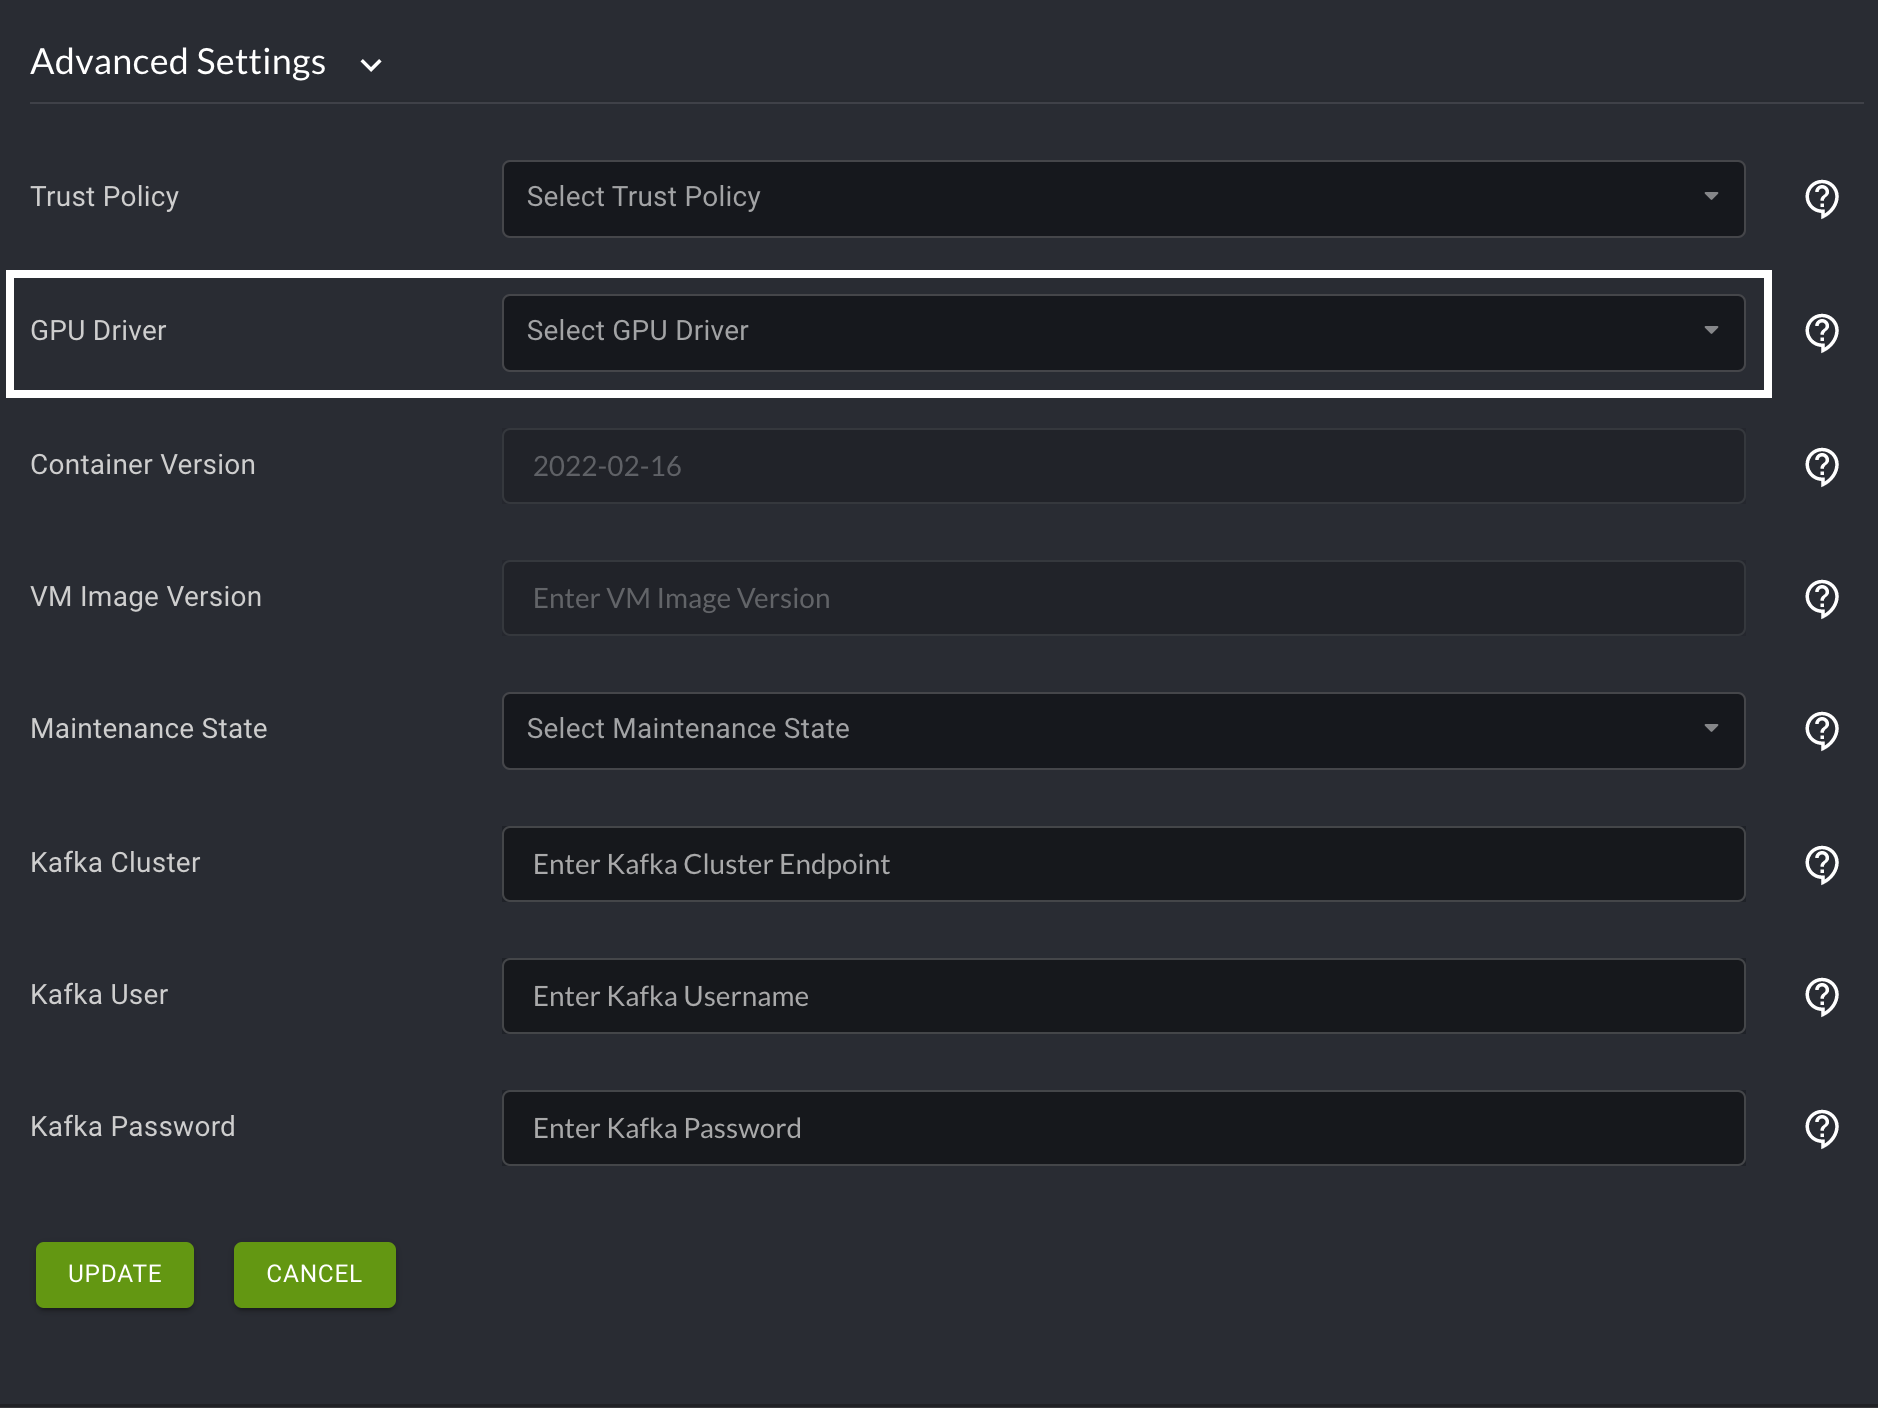 Advanced Settings
Trust Policy
Select Trust Policy
GPU Driver
Select GPU Driver
Container Version
2022-02-16
VM Image Version
Enter VM Image Version
Maintenance State
Select Maintenance State
Kafka Cluster
Enter Kafka Cluster Endpoint
Kafka User
Enter Kafka Username
Kafka Password
Enter Kafka Password
UPDATE
CANCEL